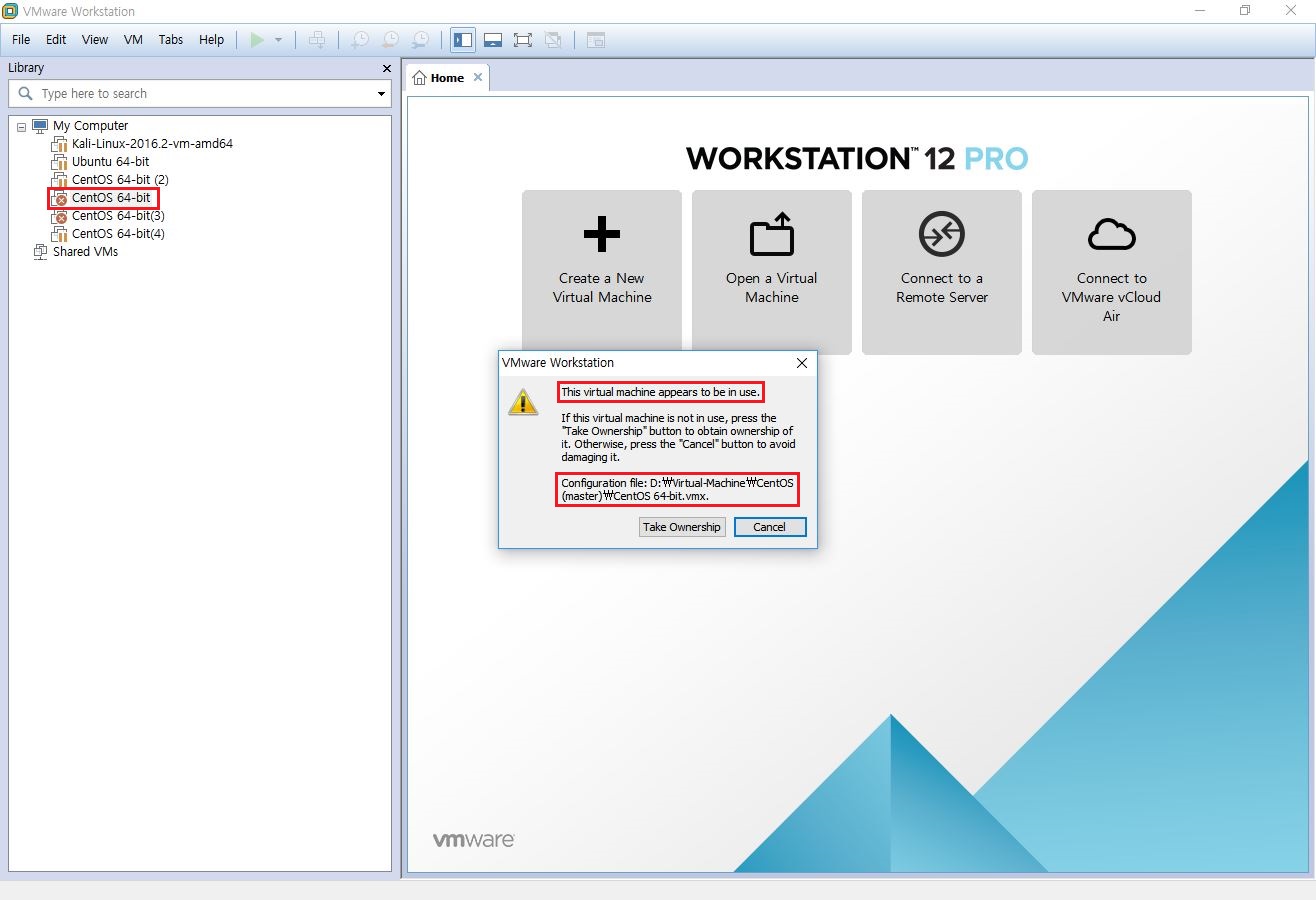 VMware Workstation
File Edit View VM Tabs Help
Library
Type here to search
My Computer
Kali-Linux-2016.2-vm-amd64
Ubuntu 64-bit
CentOS 64-bit (2)
CentOS 64-bit
CentOS 64-bit(3)
CentOS 64-bit(4)
Shared VMs
Home
WORKSTATION™ 12 PRO
Create a New
Virtual Machine
Open a Virtual
Machine
Connect to a
Remote Server
Connect to
VMware vCloud
Air
VMware Workstation
This virtual machine appears to be in use.
If this virtual machine is not in use, press the
"Take Ownership" button to obtain ownership of
it. Otherwise, press the "Cancel" button to avoid
damaging it.
Configuration file: D:₩Virtual-Machine₩CentOS
(master)₩CentOS 64-bit.vmx.
Take Ownership
Cancel
vmware